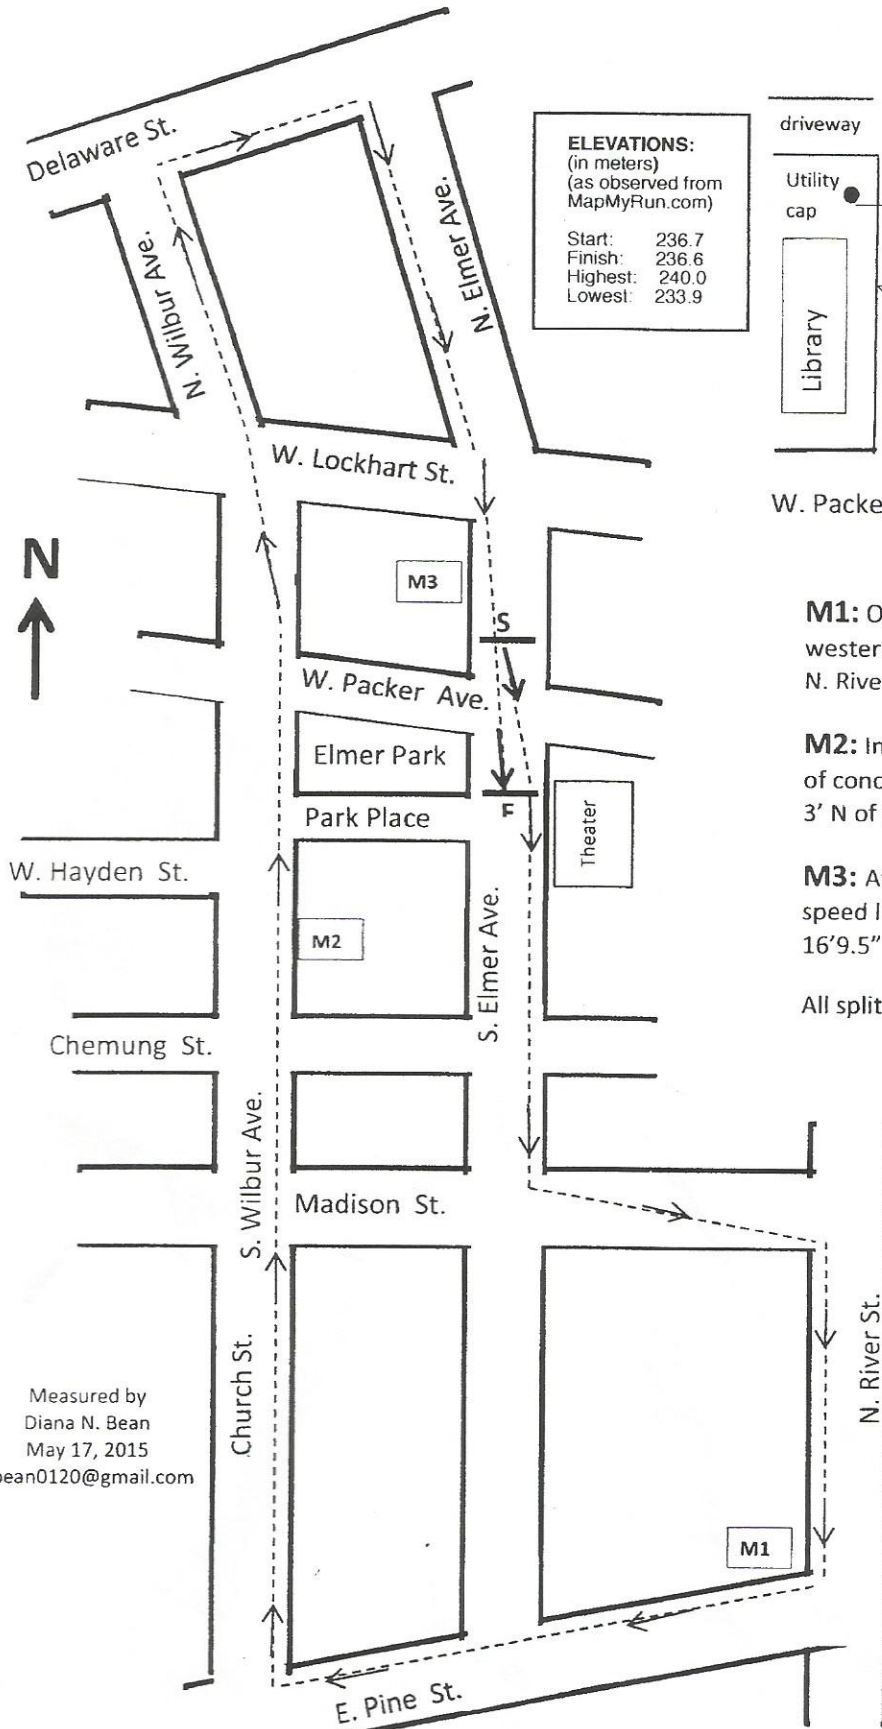 Delaware St.
N. Wilbur Ave.
N. Elmer Ave.
ELEVATIONS:
(in meters)
(as observed from
MapMyRun.com)
Start: 236.7
Finish: 236.6
Highest: 240.0
Lowest: 233.9
driveway
Utility
cap
Library
W. Lockhart St.
N
M3
S
W. Packer Ave.
Elmer Park
F
Park Place
Theater
W. Hayden St.
M2
S. Elmer Ave.
Chemung St.
S. Wilbur Ave.
Madison St.
Church St.
N. River St.
M1
E. Pine St.
Measured by
Diana N. Bean
May 17, 2015
bean0120@gmail.com
W. Packe
M1: O
wester
N. Rive
M2: In
of conc
3' N of
M3: A
speed l
16'9.5"
All split